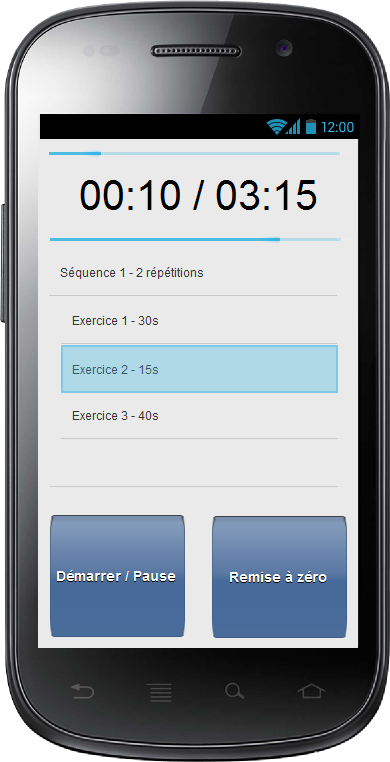 12:00
00:10 / 03:15
Séquence 1 - 2 répétitions
Exercice 1 - 30s
Exercice 2 - 15s
Exercice 3 - 40s
Démarrer / Pause
Remise à zéro